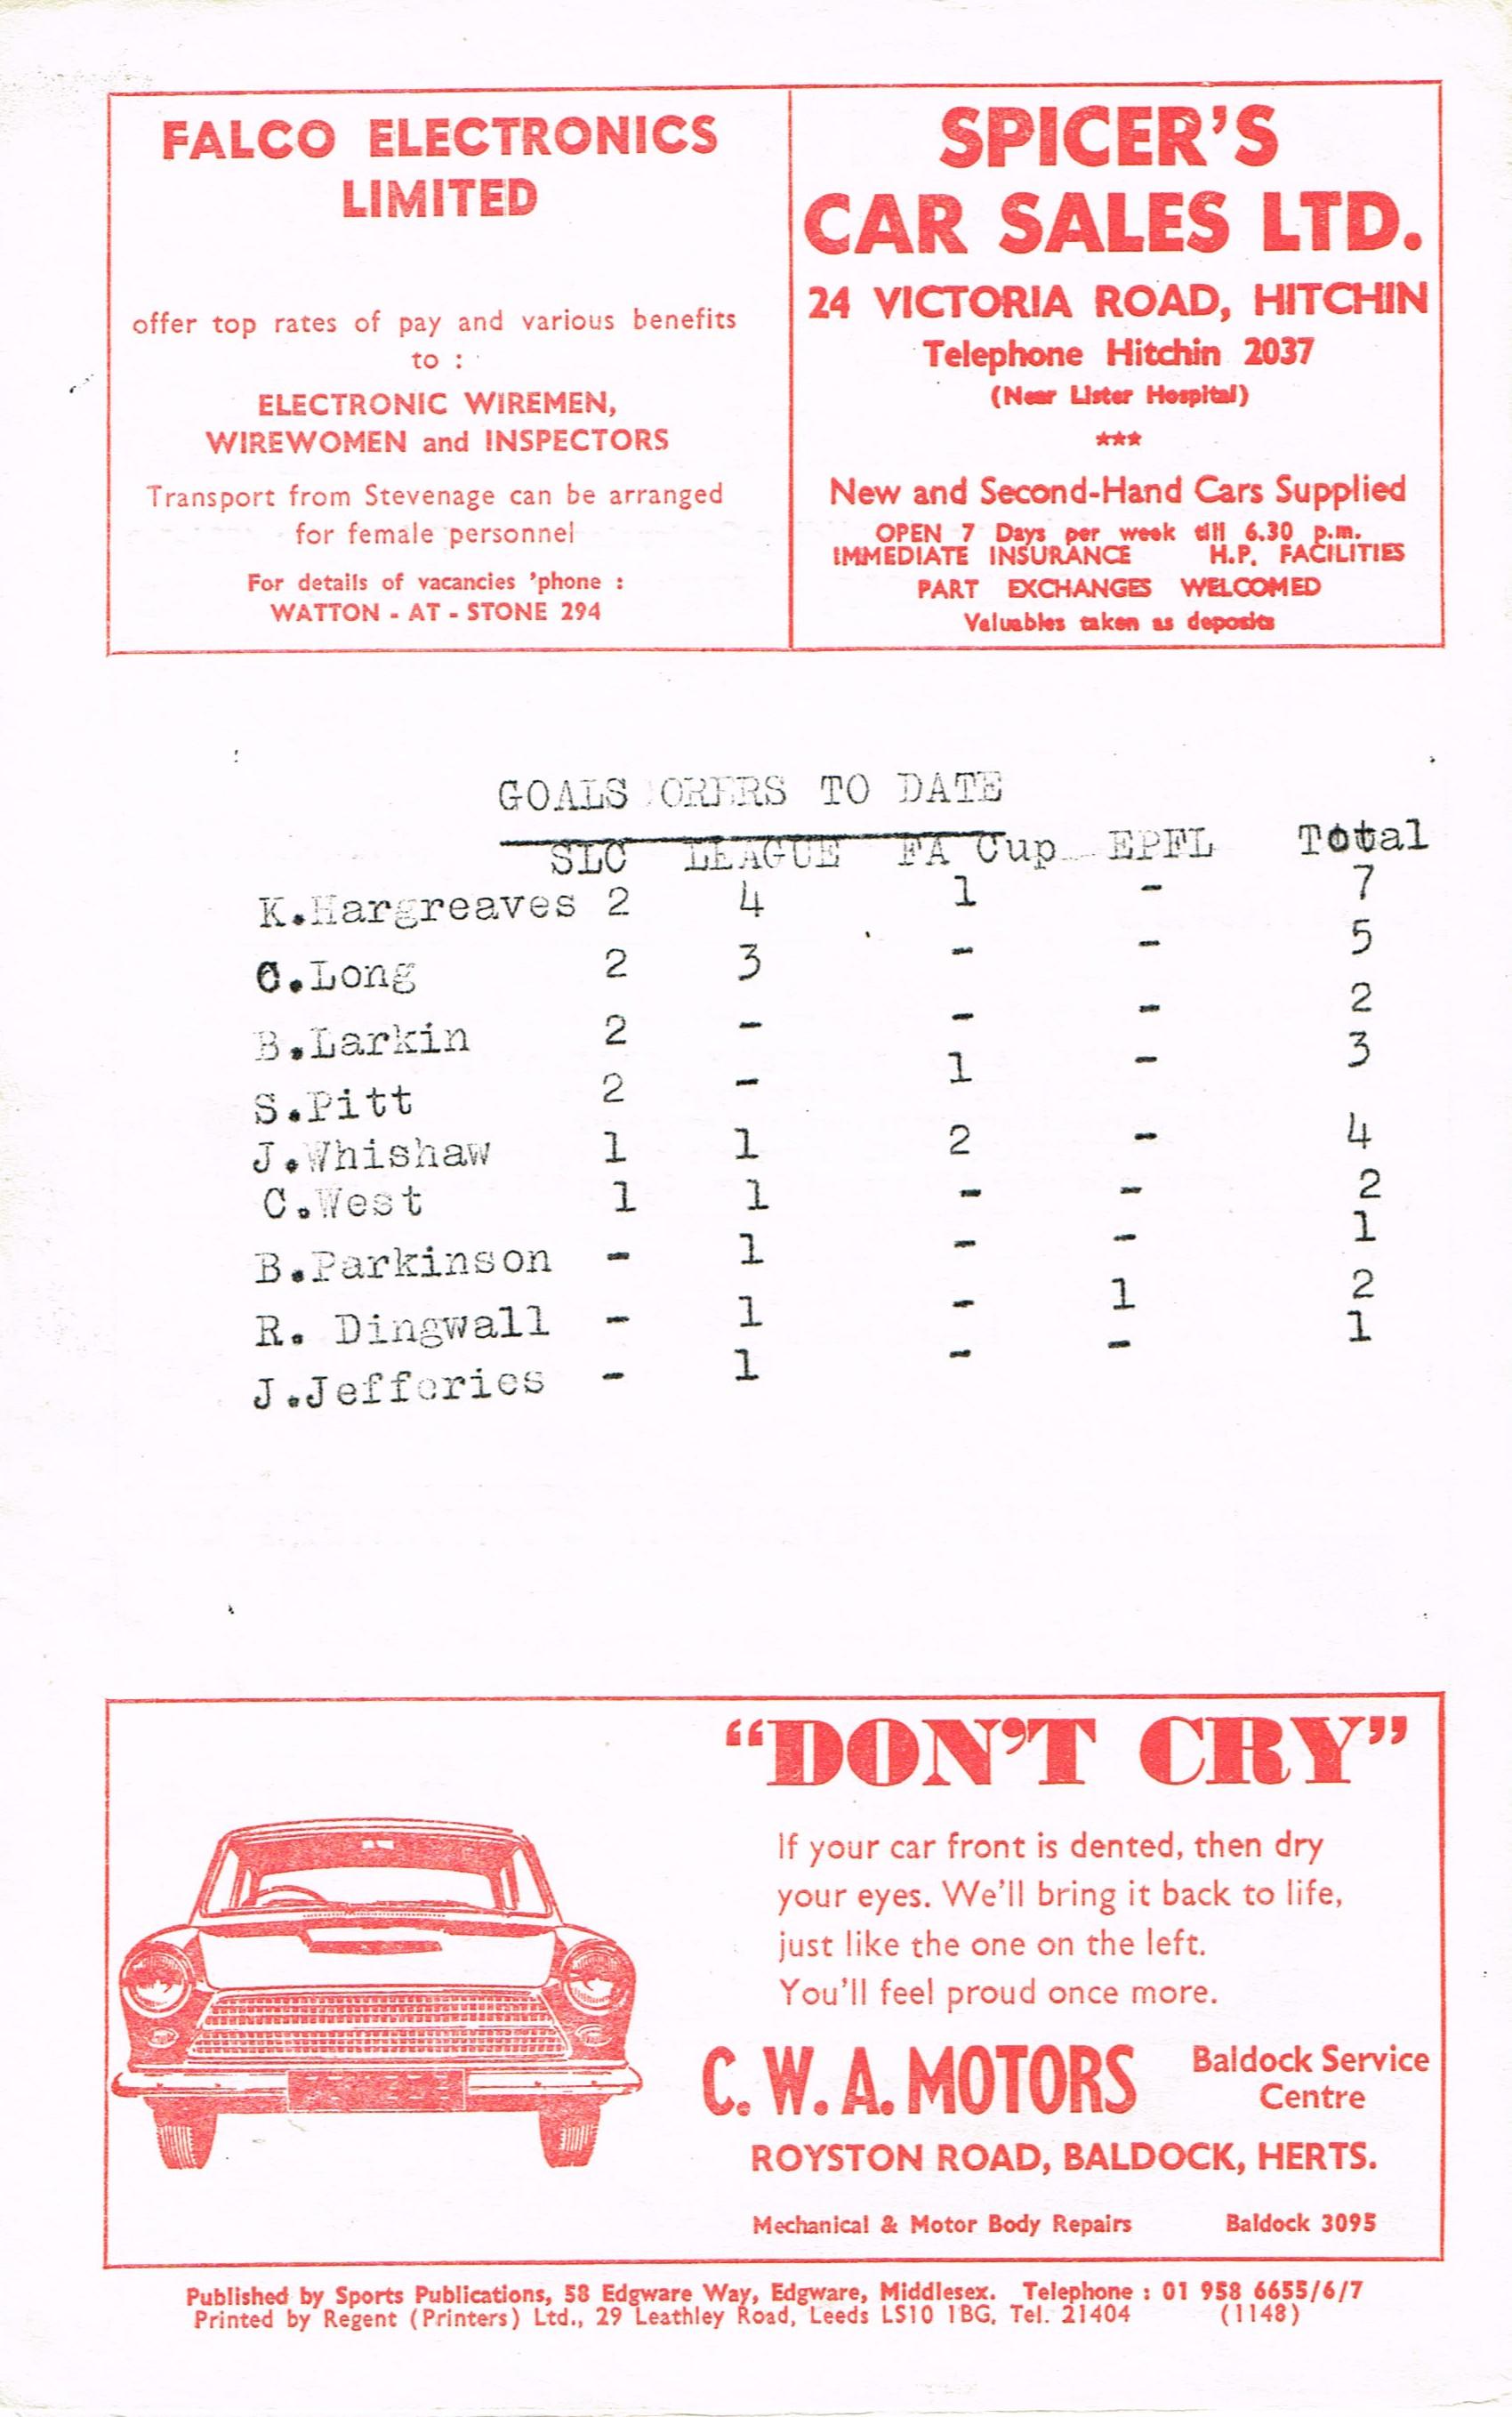 FALCO ELECTRONICS
LIMITED
offer top rates of pay and various benefits
to :
ELECTRONIC WIREMEN,
WIREWOMEN and INSPECTORS
Transport from Stevenage can be arranged
for female personnel
For details of vacancies 'phone :
WATTON - AT - STONE 294
SPICER'S
CAR SALES LTD.
24 VICTORIA ROAD, HITCHIN
Telephone Hitchin 2037
(Near Lister Hospital)
***
New and Second-Hand Cars Supplied
OPEN 7 Days per week till 6.30 p.m.
IMMEDIATE INSURANCE H.P. FACILITIES
PART EXCHANGES WELCOMED
Valuables taken as deposits
GOALS ORERS TO DATE
SLC LEAGUE FA Cup EPFL Total
K.Hargreaves 2 4 1 - 7
C.Long 2 3 - - 5
B.Larkin 2 - - - 2
S.Pitt 2 - 1 - 3
J.Whishaw 1 1 2 - 4
C.West 1 1 - - 2
B.Parkinson - 1 - - 1
R. Dingwall - 1 - 1 2
J.Jefferies - 1 - - 1
"DON'T CRY"
If your car front is dented, then dry
your eyes. We'll bring it back to life,
just like the one on the left.
You'll feel proud once more.
C. W. A. MOTORS Baldock Service
Centre
ROYSTON ROAD, BALDOCK, HERTS.
Mechanical & Motor Body Repairs Baldock 3095
Published by Sports Publications, 58 Edgware Way, Edgware, Middlesex. Telephone : 01 958 6655/6/7
Printed by Regent (Printers) Ltd., 29 Leathley Road, Leeds LS10 1BG, Tel. 21404 (1148)